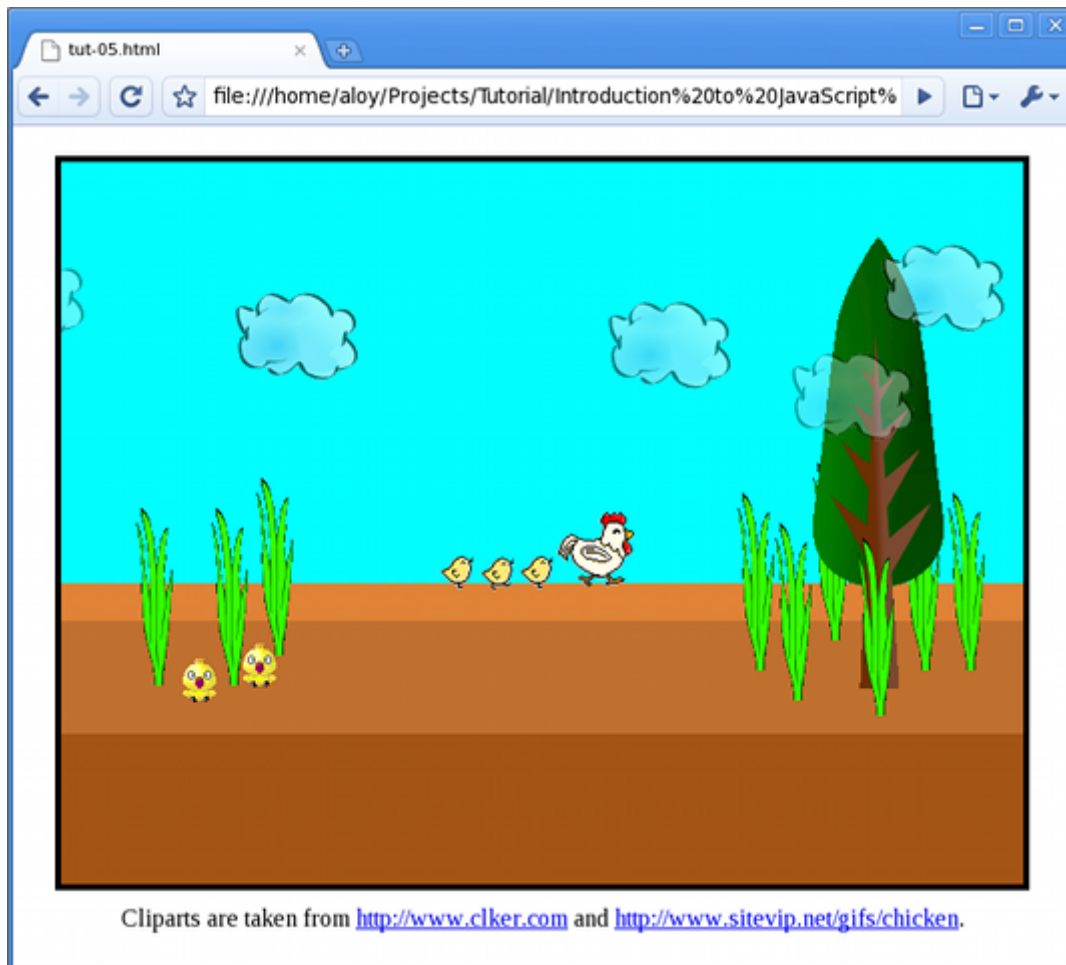 tut-05.html
file:///home/aloy/Projects/Tutorial/Introduction%20to%20JavaScript%
Cliparts are taken from http://www.clker.com and http://www.sitevip.net/gifs/chicken.